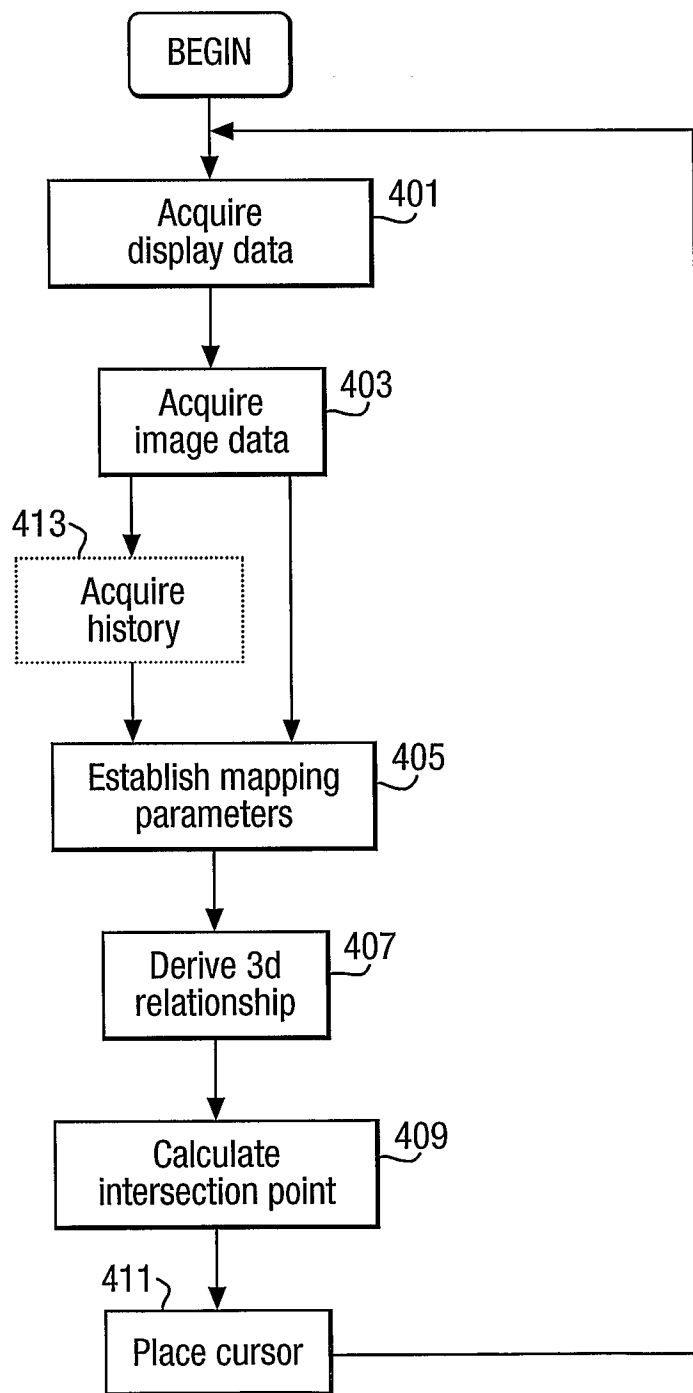 BEGIN
401
Acquire
display data
403
Acquire
image data
413
Acquire
history
405
Establish mapping
parameters
407
Derive 3d
relationship
409
Calculate
intersection point
411
Place cursor